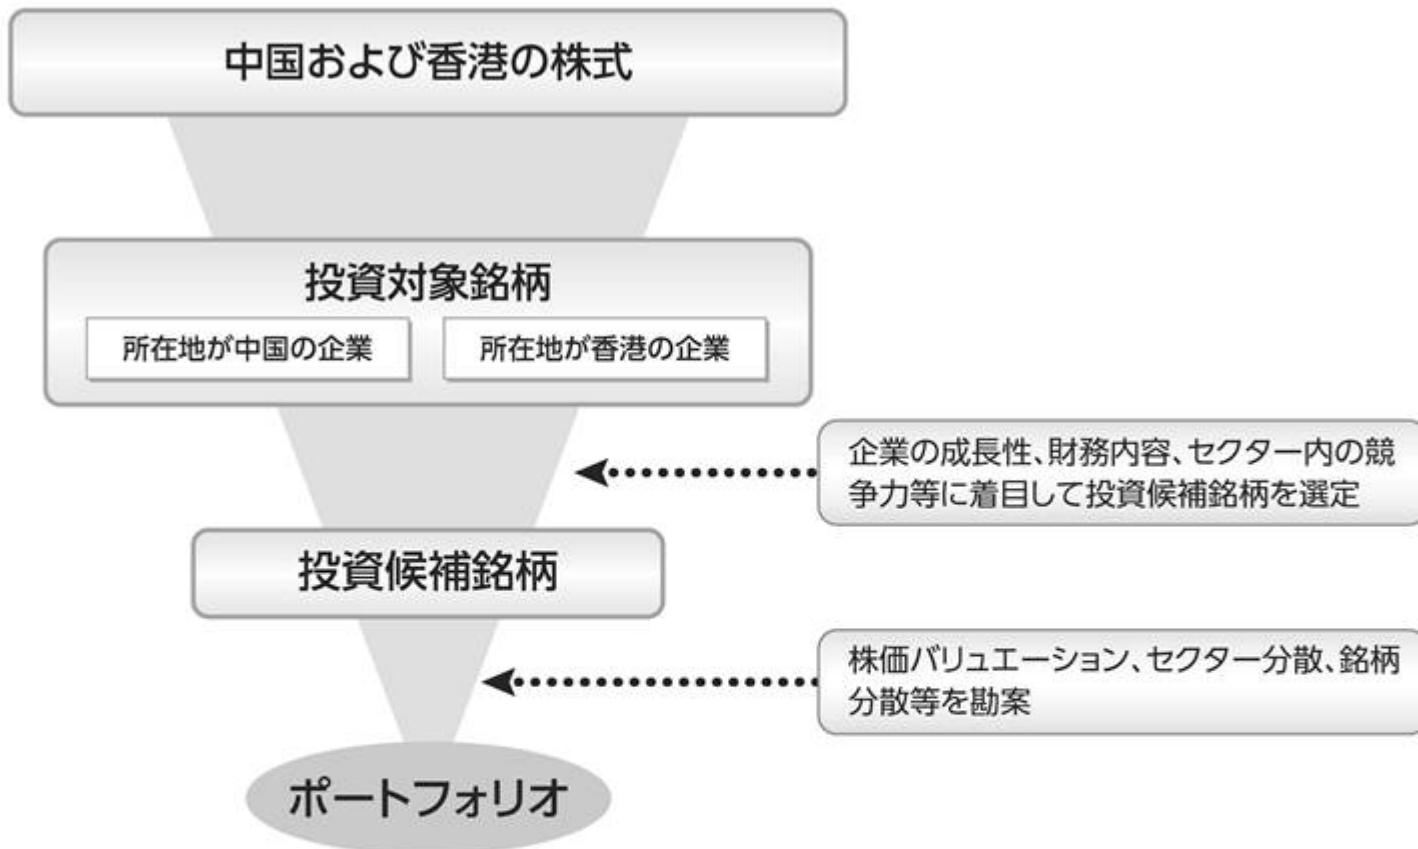 中国および香港の株式
投資対象銘柄
所在地が中国の企業
所在地が香港の企業
企業の成長性、財務内容、セクター内の競
争力等に着目して投資候補銘柄を選定
投資候補銘柄
株価バリュエーション、セクター分散、銘柄
分散等を勘案
ポートフォリオ